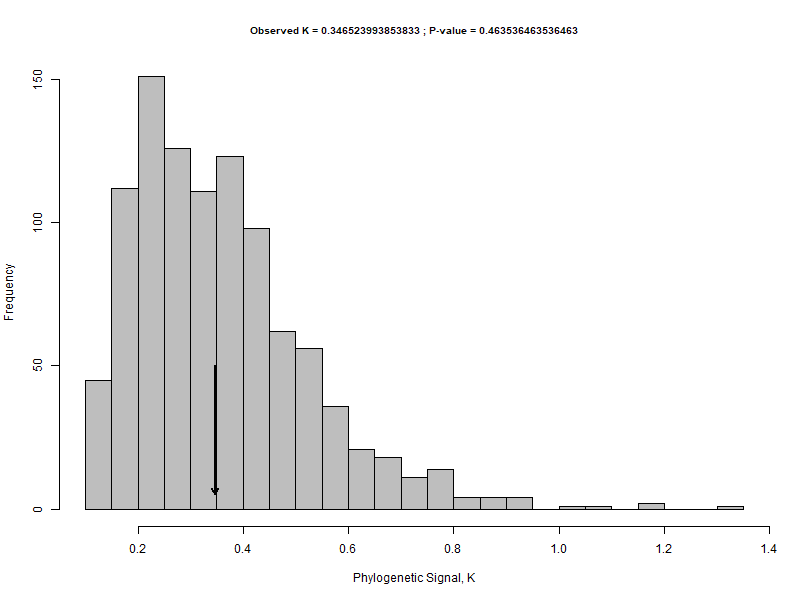 Observed K = 0.346523993853833 ; P-value = 0.463536463536463
150
100
50
0
Frequency
0.2 0.4 0.6 0.8 1.0 1.2 1.4
Phylogenetic Signal, K